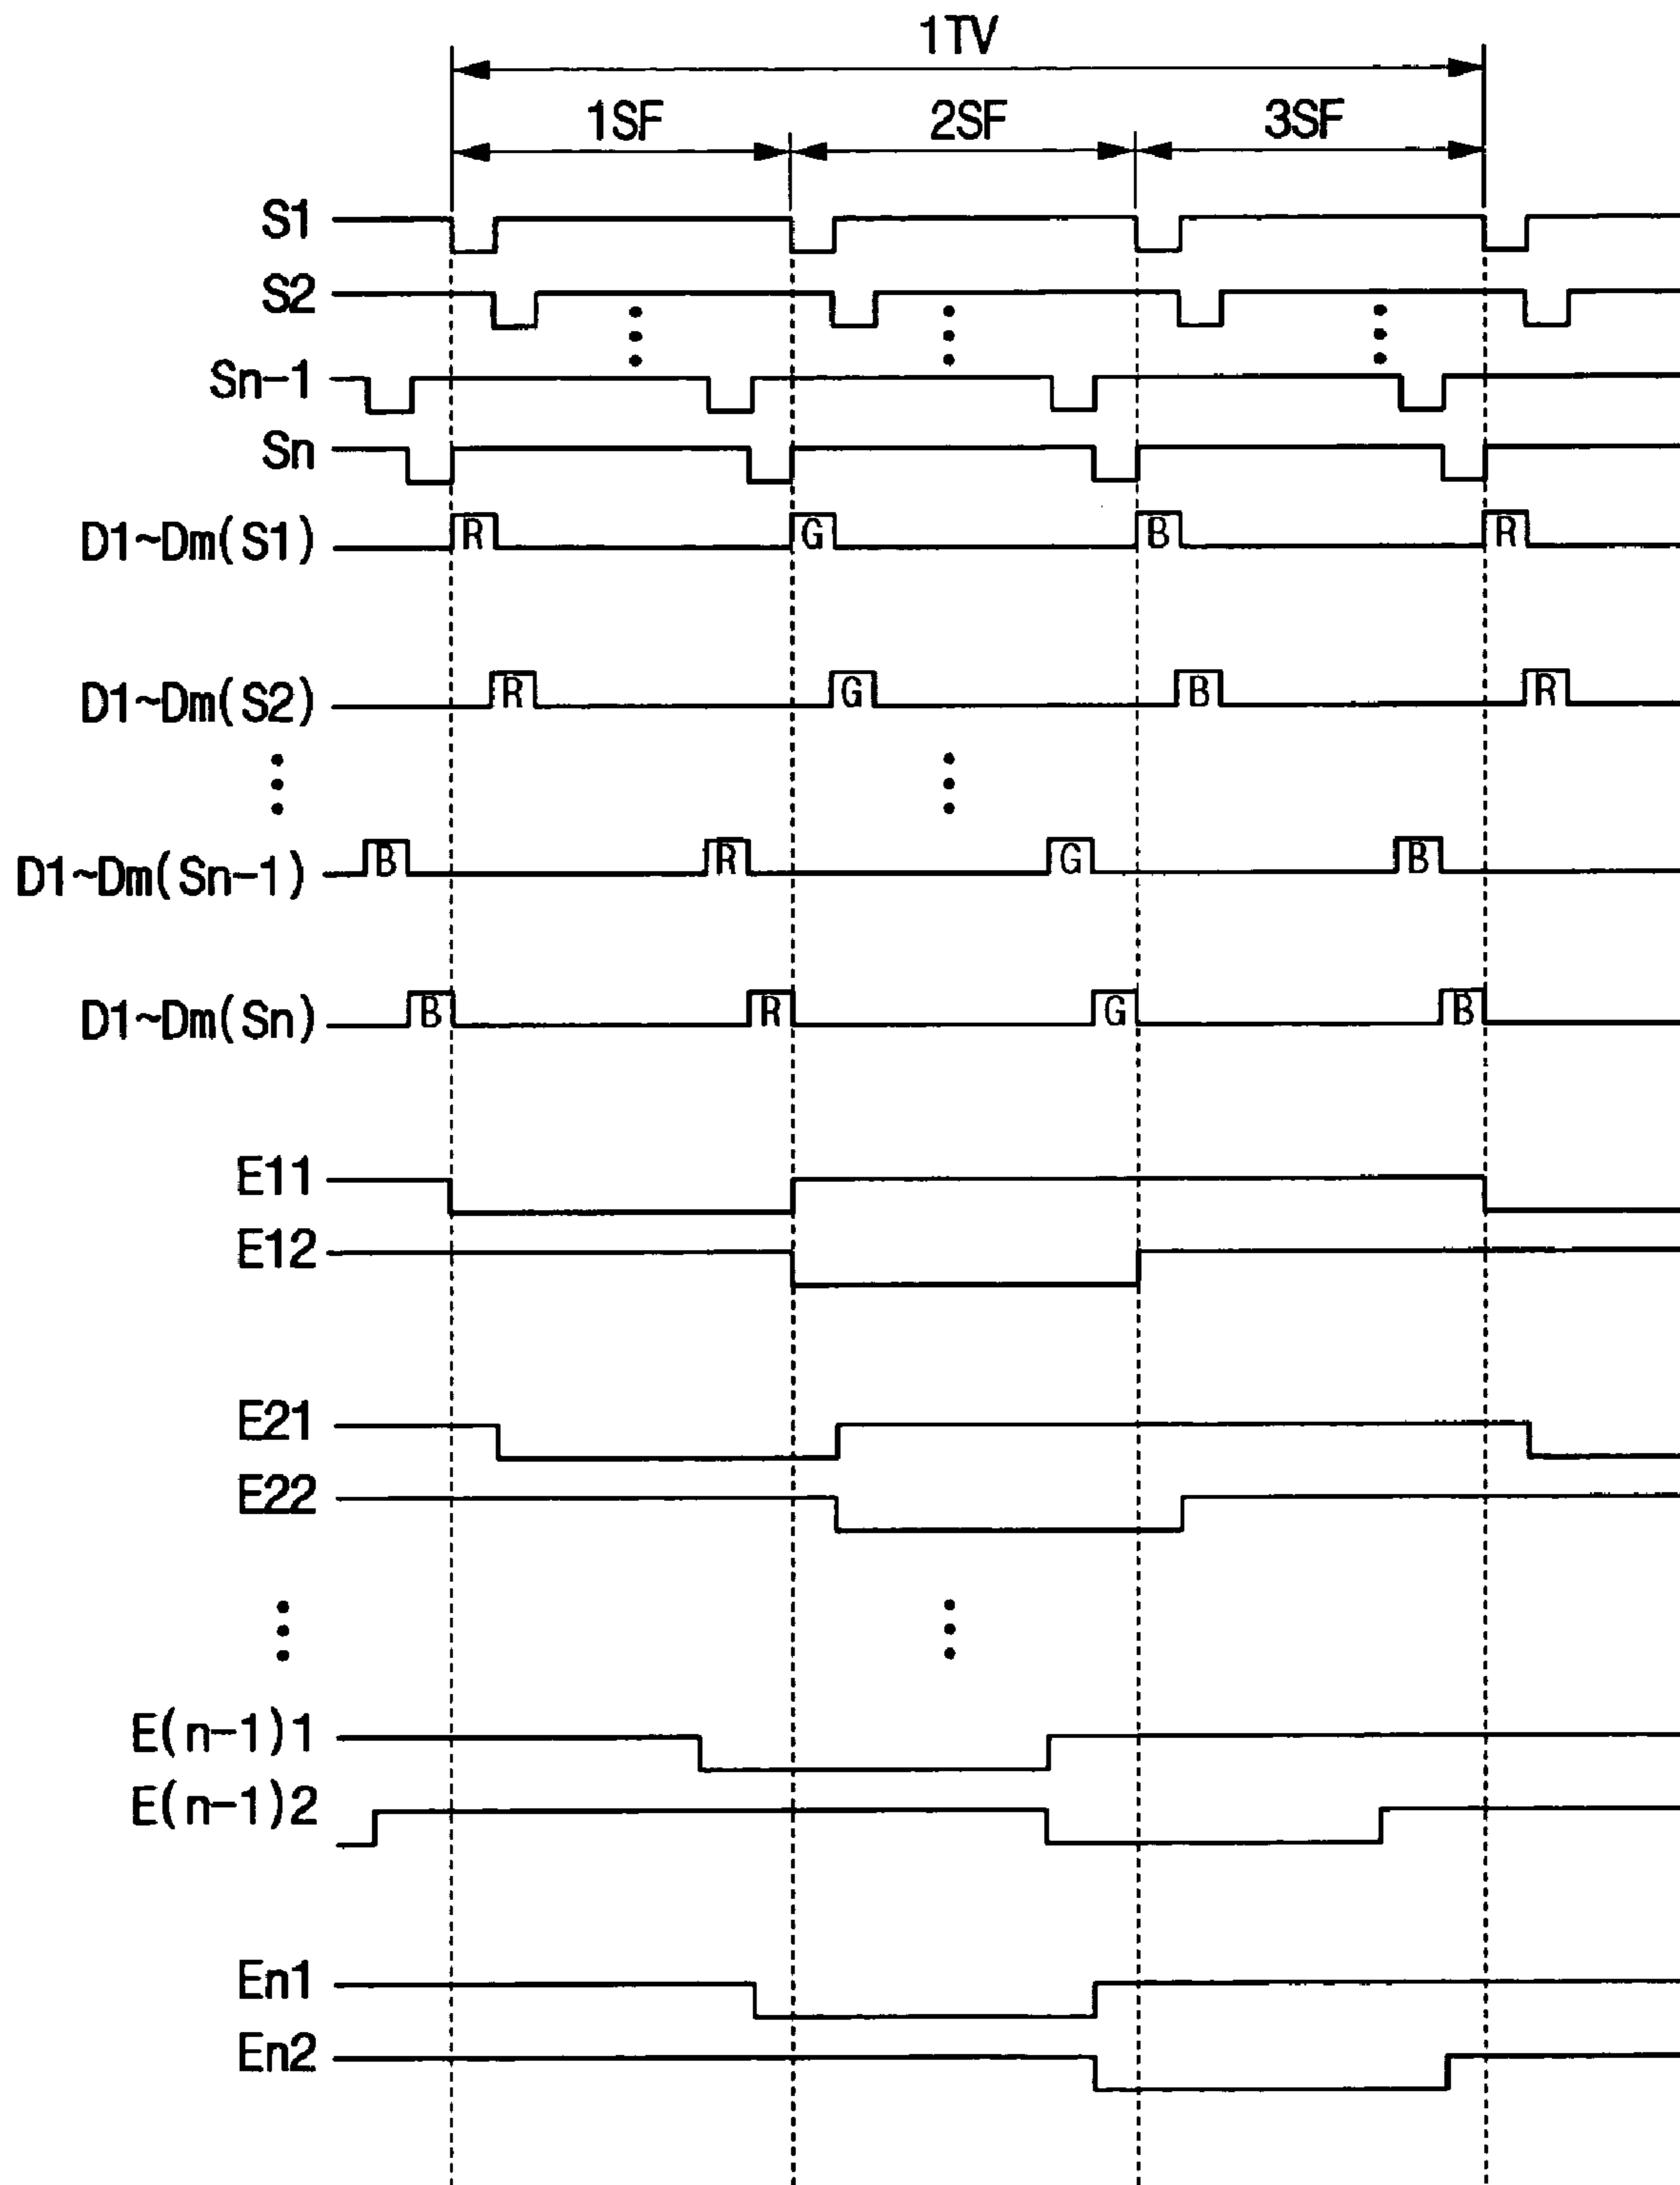 1TV
1SF 2SF 3SF
S1
S2
Sn-1
Sn
D1~Dm(S1) R G B R
D1~Dm(S2) R G B R
D1~Dm(Sn-1) B R G B
D1~Dm(Sn) B R G B
E11
E12
E21
E22
E(n-1)1
E(n-1)2
En1
En2